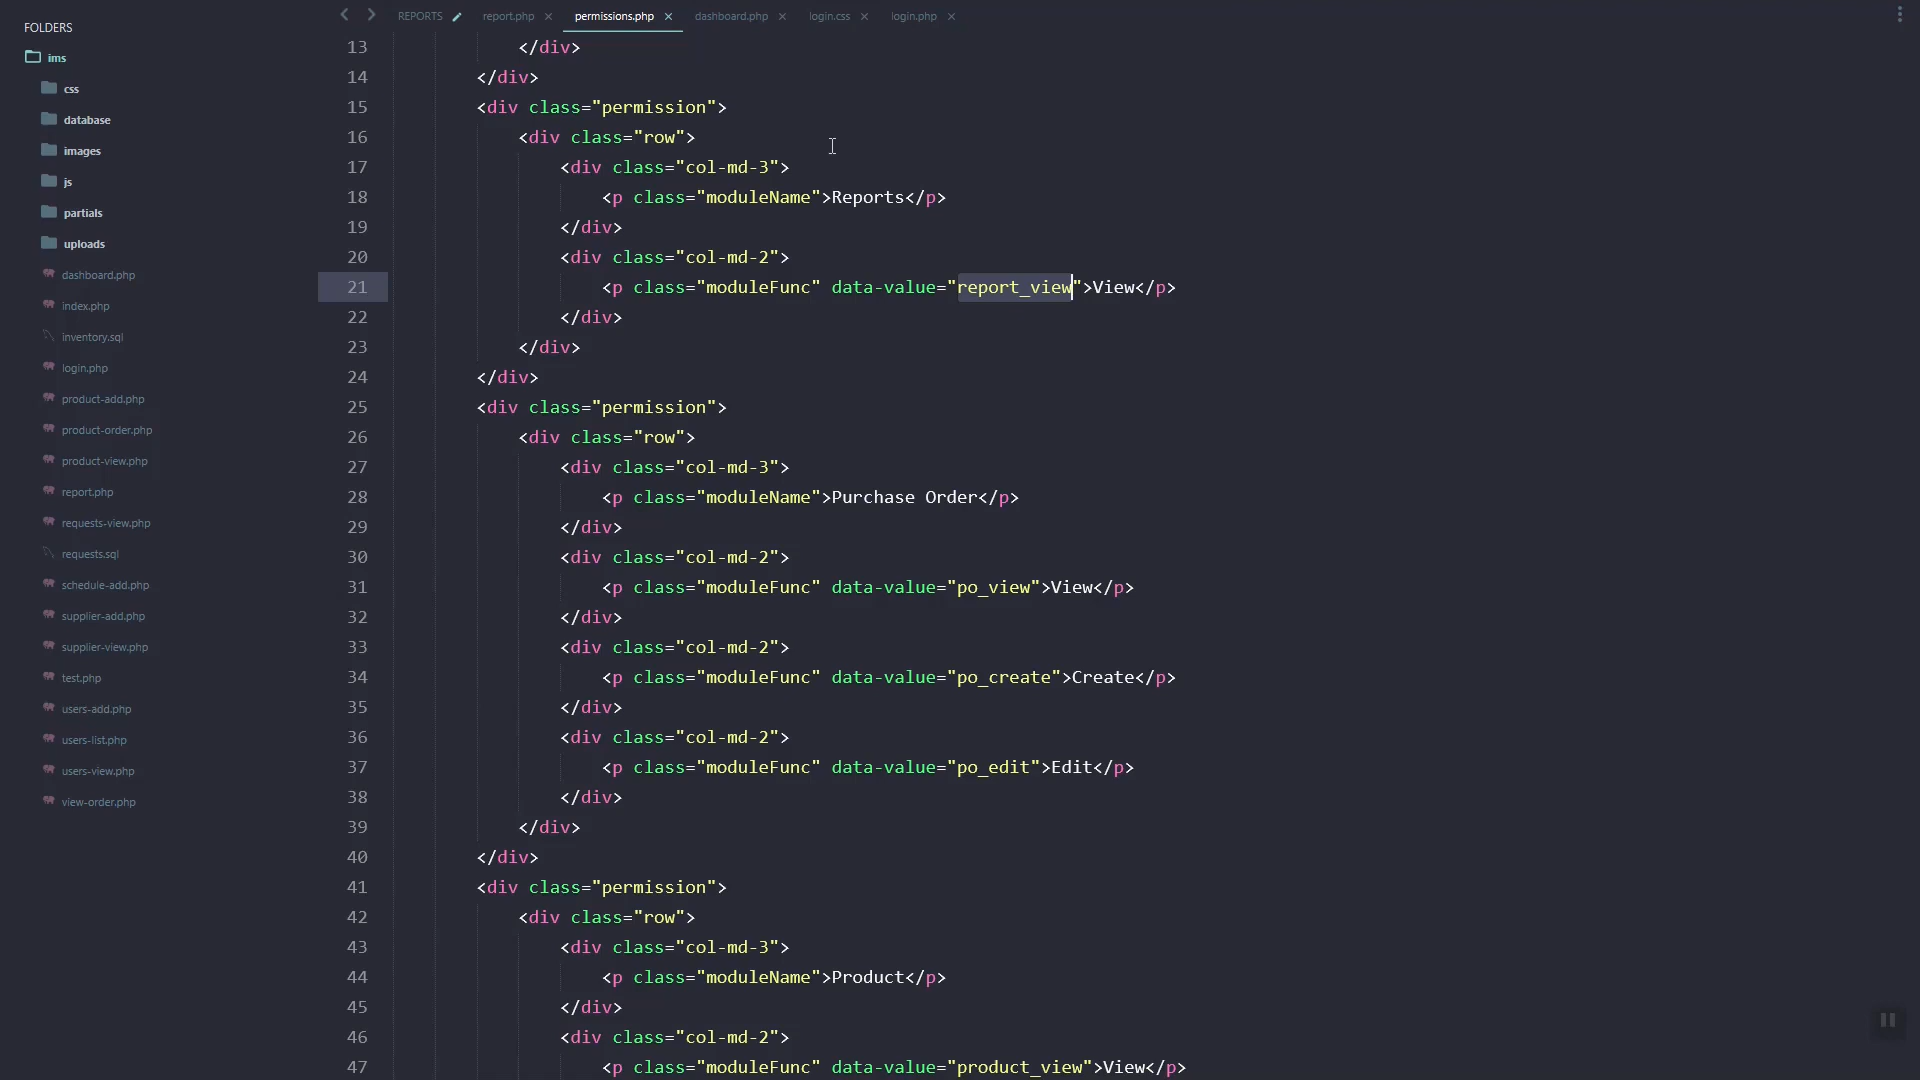 FOLDERS
ims
css
database
images
js
partials
uploads
dashboard.php
index.php
inventory.sql
login.php
product-add.php
product-order.php
product-view.php
report.php
requests-view.php
requests.sql
schedule-add.php
supplier-add.php
supplier-view.php
test.php
users-add.php
users-list.php
users-view.php
view-order.php
REPORTS report.php permissions.php dashboard.php login.css login.php
13 </div>
14 </div>
15 <div class="permission">
16 <div class="row">
17 <div class="col-md-3">
18 <p class="moduleName">Reports</p>
19 </div>
20 <div class="col-md-2">
21 <p class="moduleFunc" data-value="report_view">View</p>
22 </div>
23 </div>
24 </div>
25 <div class="permission">
26 <div class="row">
27 <div class="col-md-3">
28 <p class="moduleName">Purchase Order</p>
29 </div>
30 <div class="col-md-2">
31 <p class="moduleFunc" data-value="po_view">View</p>
32 </div>
33 <div class="col-md-2">
34 <p class="moduleFunc" data-value="po_create">Create</p>
35 </div>
36 <div class="col-md-2">
37 <p class="moduleFunc" data-value="po_edit">Edit</p>
38 </div>
39 </div>
40 </div>
41 <div class="permission">
42 <div class="row">
43 <div class="col-md-3">
44 <p class="moduleName">Product</p>
45 </div>
46 <div class="col-md-2">
47 <p class="moduleFunc" data-value="product_view">View</p>